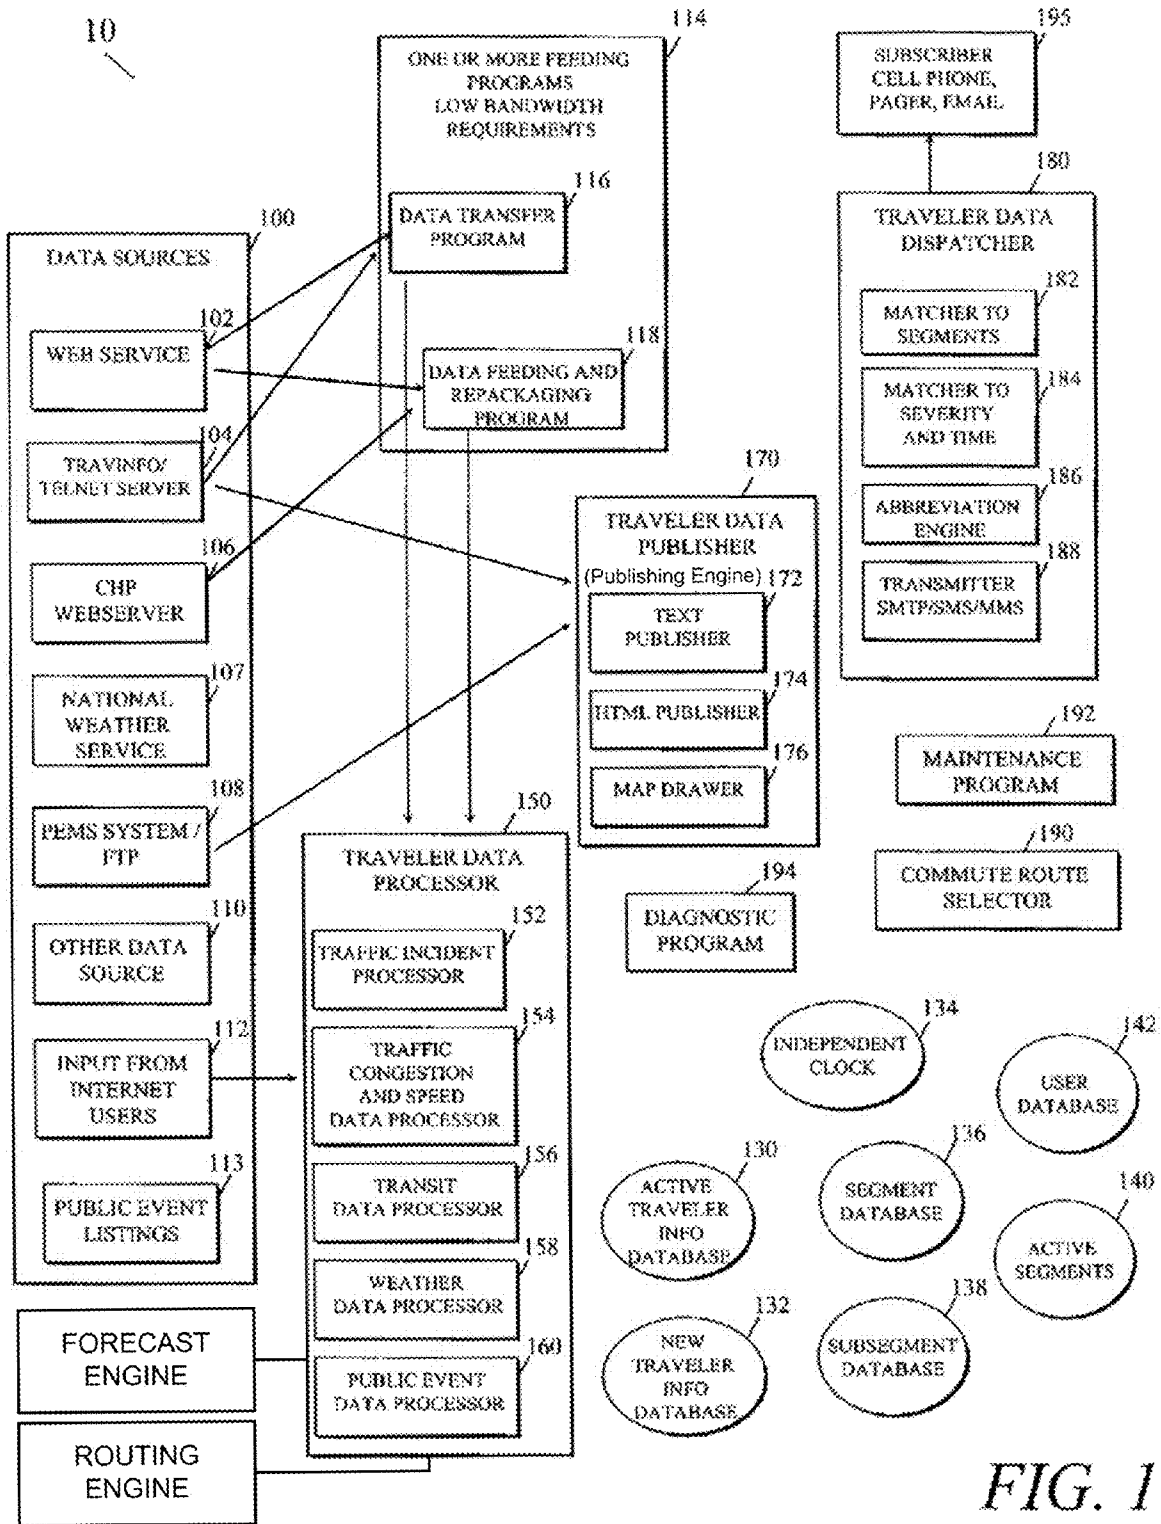 10
114
ONE OR MORE FEEDING
PROGRAMS
LOW BANDWIDTH
REQUIREMENTS
116
DATA TRANSFER
PROGRAM
118
DATA FEEDING AND
REPACKAGING
PROGRAM
195
SUBSCRIBER
CELL PHONE,
PAGER, EMAIL
180
TRAVELER DATA
DISPATCHER
182
MATCHER TO
SEGMENTS
184
MATCHER TO
SEVERITY
AND TIME
186
ABBREVIATION
ENGINE
188
TRANSMITTER
SMTP/SMS/MMS
100
DATA SOURCES
102
WEB SERVICE
104
TRAVINFO/
TELNET SERVER
106
CHP
WEBSERVER
107
NATIONAL
WEATHER
SERVICE
108
PEMS SYSTEM /
FTP
110
OTHER DATA
SOURCE
112
INPUT FROM
INTERNET
USERS
113
PUBLIC EVENT
LISTINGS
170
TRAVELER DATA
PUBLISHER
(Publishing Engine)
172
TEXT
PUBLISHER
174
HTML PUBLISHER
176
MAP DRAWER
192
MAINTENANCE
PROGRAM
190
COMMUTE ROUTE
SELECTOR
194
DIAGNOSTIC
PROGRAM
150
TRAVELER DATA
PROCESSOR
152
TRAFFIC INCIDENT
PROCESSOR
154
TRAFFIC
CONGESTION
AND SPEED
DATA PROCESSOR
156
TRANSIT
DATA PROCESSOR
158
WEATHER
DATA PROCESSOR
160
PUBLIC EVENT
DATA PROCESSOR
134
INDEPENDENT
CLOCK
142
USER
DATABASE
130
ACTIVE
TRAVELER
INFO
DATABASE
136
SEGMENT
DATABASE
140
ACTIVE
SEGMENTS
132
NEW
TRAVELER
INFO
DATABASE
138
SUBSEGMENT
DATABASE
FORECAST
ENGINE
ROUTING
ENGINE
FIG. 1